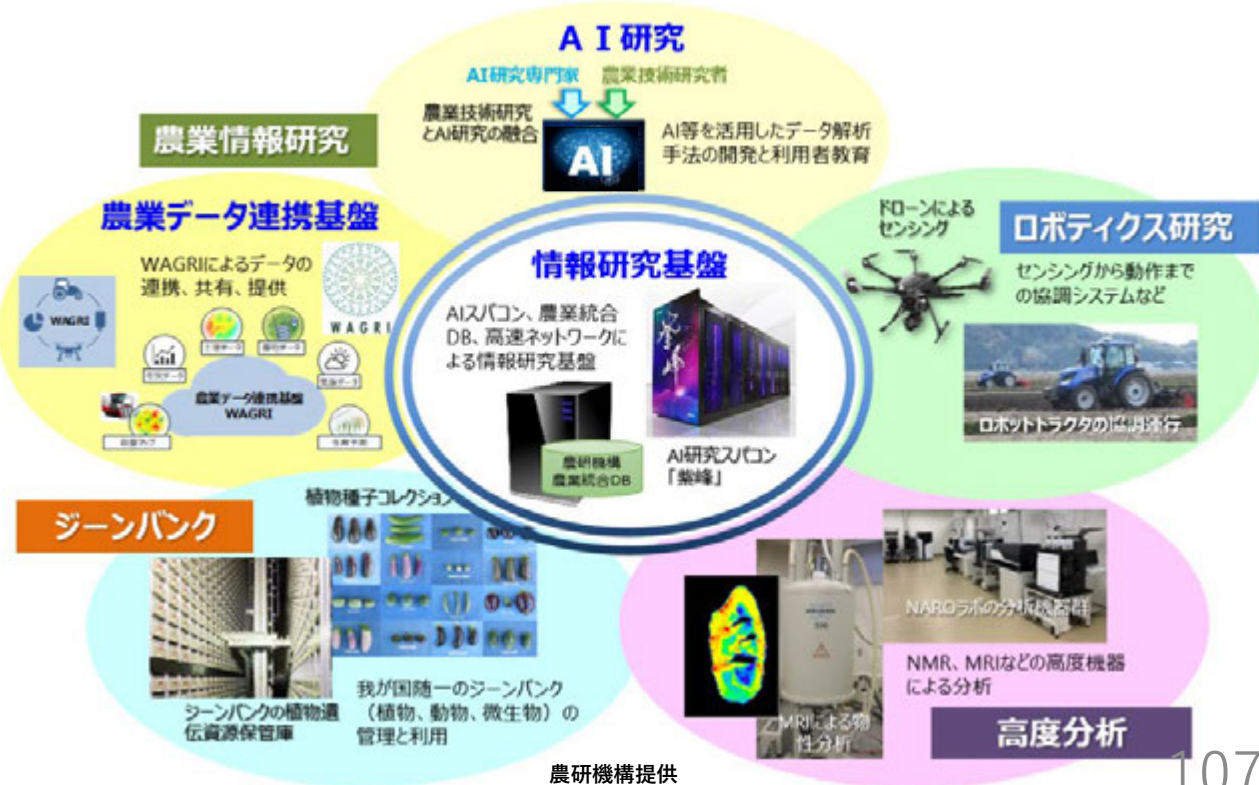 AI研究
AI研究専門家
農業技術研究者
農業技術研究
とAI研究の融合
AI
AI等を活用したデータ解析
手法の開発と利用者教育
農業情報研究
農業データ連携基盤
WAGRIによるデータの
連携、共有、提供
WAGRI
WAGRI
農業データ連携基盤
WAGRI
情報研究基盤
AIスパコン、農業統合
DB、高速ネットワークに
よる情報研究基盤
農研機構
農業統合DB
紫峰
AI研究スパコン
「紫峰」
ドローンによる
センシング
ロボティクス研究
センシングから動作まで
の協調システムなど
ロボットトラクタの協調運行
ジーンバンク
植物種子コレクション
ジーンバンクの植物遺
伝資源保管庫
我が国随一のジーンバンク
（植物、動物、微生物）の
管理と利用
MRIによる物
性分析
NAROラボの分析機器群
NMR、MRIなどの高度機器
による分析
高度分析
農研機構提供
107